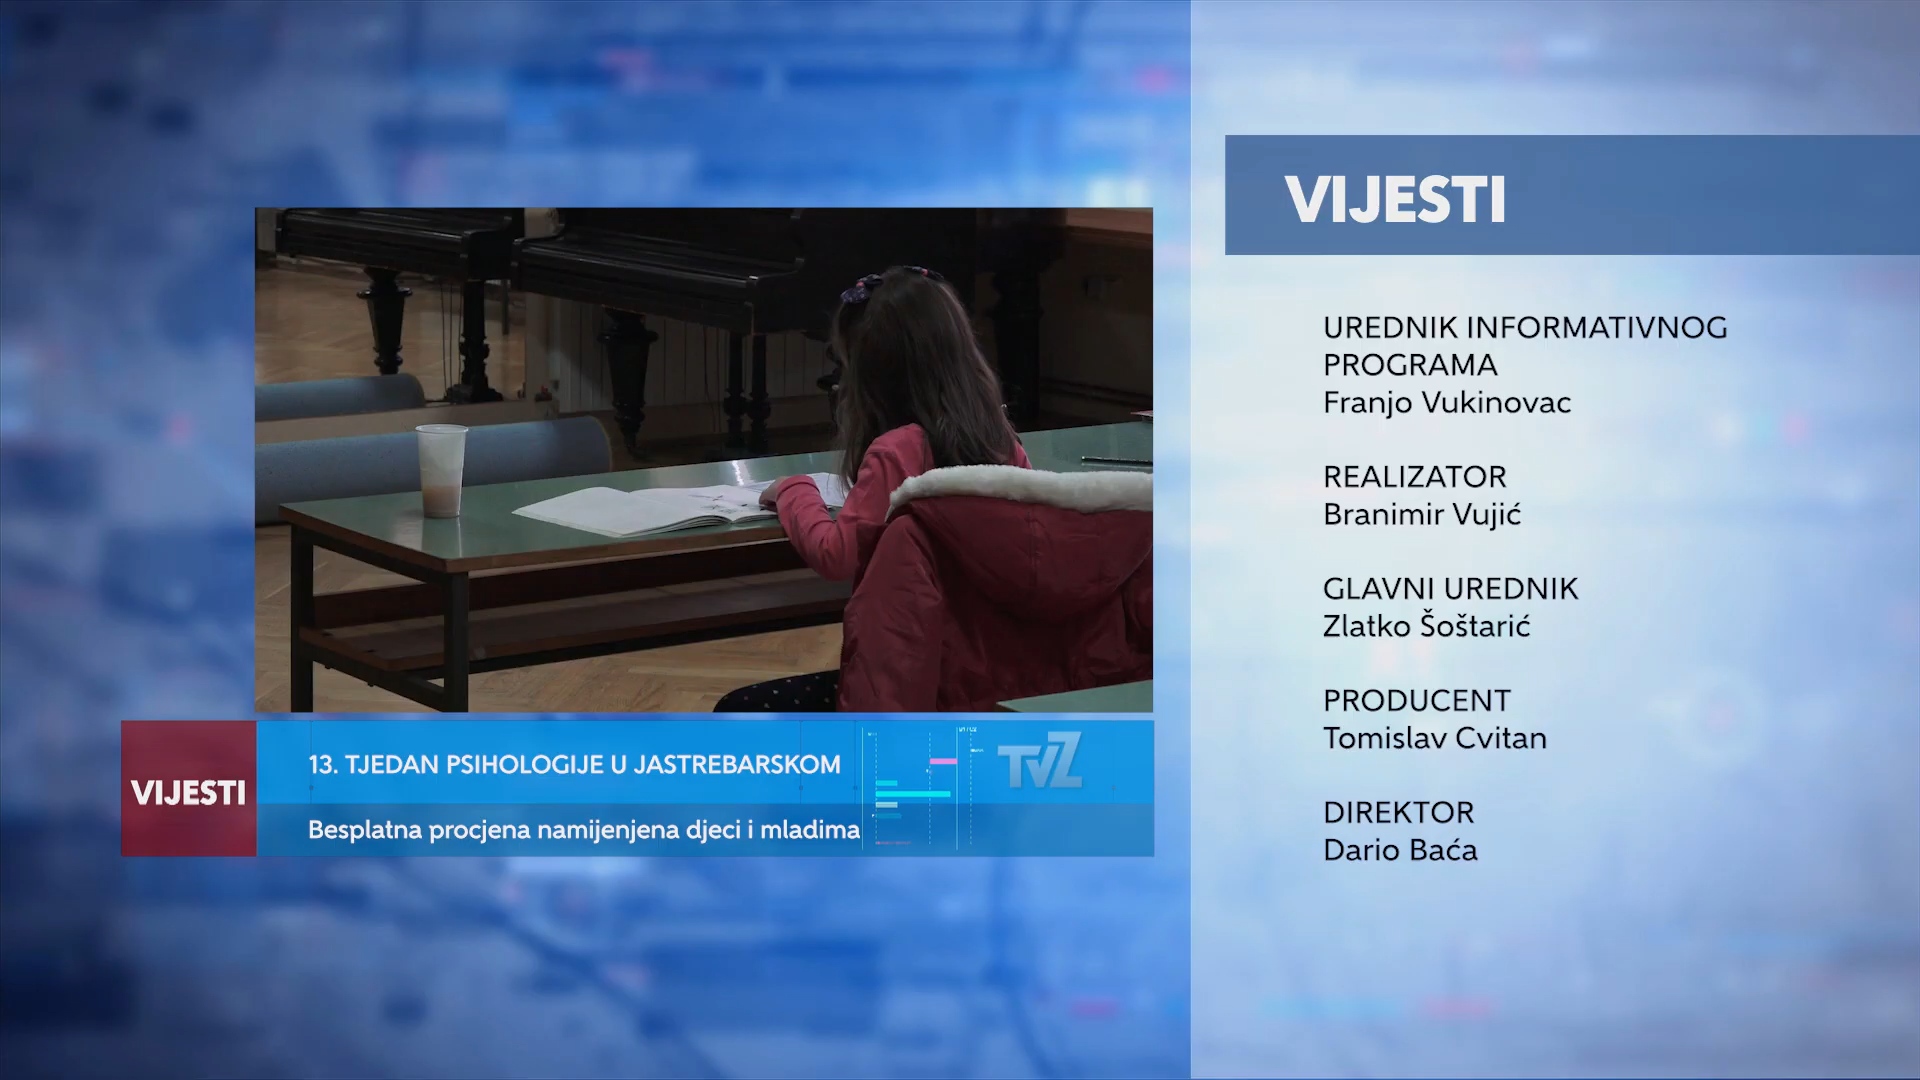 VIJESTI
13. TJEDAN PSIHOLOGIJE U JASTREBARSKOM
Besplatna procjena namijenjena djeci i mladima
TVZ
VIJESTI
UREDNIK INFORMATIVNOG
PROGRAMA
Franjo Vukinovac
REALIZATOR
Branimir Vujić
GLAVNI UREDNIK
Zlatko Šoštarić
PRODUCENT
Tomislav Cvitan
DIREKTOR
Dario Baća